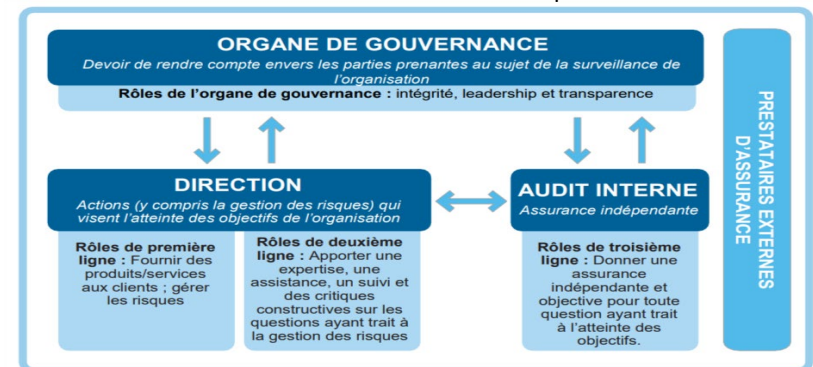 ORGANE DE GOUVERNANCE
Devoir de rendre compte envers les parties prenantes au sujet de la surveillance de
l'organisation
Rôles de l'organe de gouvernance : intégrité, leadership et transparence
DIRECTION
Actions (y compris la gestion des risques) qui
visent l'atteinte des objectifs de l'organisation
Rôles de première
ligne : Fournir des
produits/services
aux clients ; gérer
les risques
Rôles de deuxième
ligne : Apporter une
expertise, une
assistance, un suivi et
des critiques
constructives sur les
questions ayant trait à
la gestion des risques
AUDIT INTERNE
Assurance indépendante
Rôles de troisième
ligne : Donner une
assurance
indépendante et
objective pour toute
question ayant trait
à l'atteinte des
objectifs.
PRESTATAIRES EXTERNES
D'ASSURANCE